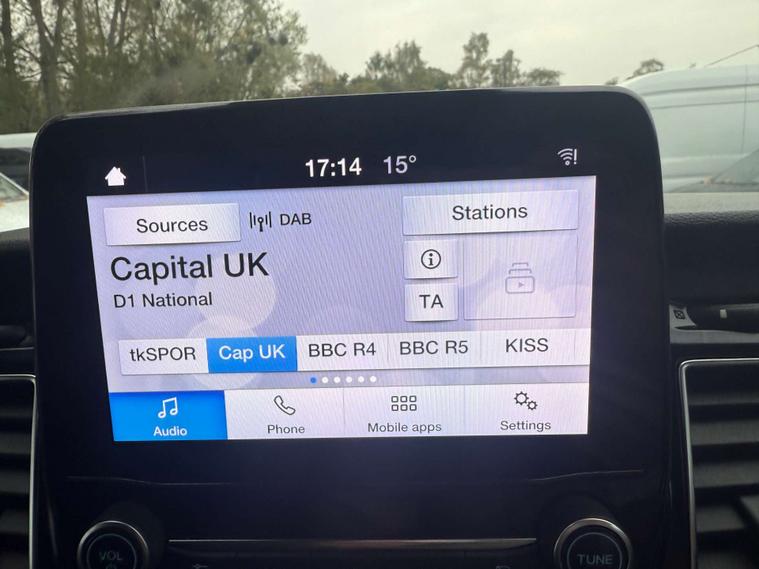 17:14 15°
Sources DAB Stations
Capital UK
D1 National
TA
tkSPOR Cap UK BBC R4 BBC R5 KISS
Audio Phone Mobile apps Settings
VOL TUNE